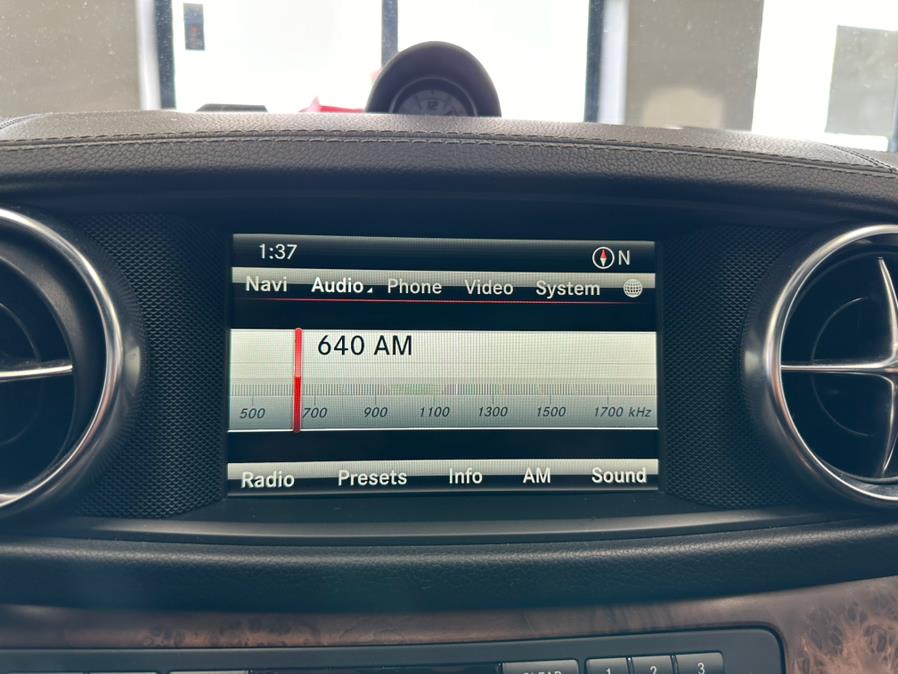 1:37 N
Navi Audio Phone Video System
640 AM
500 700 900 1100 1300 1500 1700 kHz
Radio Presets Info AM Sound
1 2 3